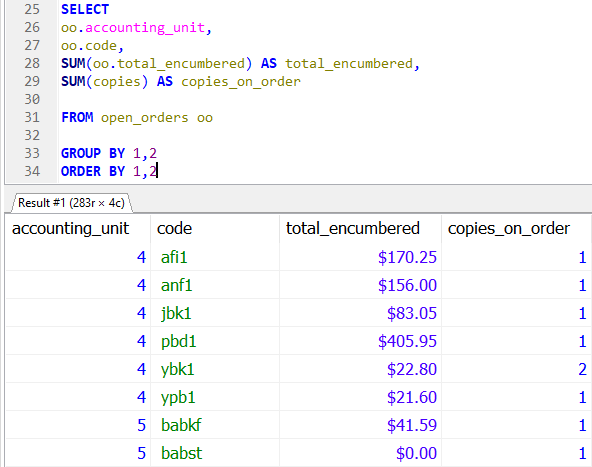 25 SELECT
26 oo.accounting_unit,
27 oo.code,
28 SUM(oo.total_encumbered) AS total_encumbered,
29 SUM(copies) AS copies_on_order
30
31 FROM open_orders oo
32
33 GROUP BY 1,2
34 ORDER BY 1,2
Result #1 (283r × 4c)
accounting_unit code total_encumbered copies_on_order
4 afi1 $170.25 1
4 anf1 $156.00 1
4 jbk1 $83.05 1
4 pbd1 $405.95 1
4 ybk1 $22.80 2
4 ypb1 $21.60 1
5 babkf $41.59 1
5 babst $0.00 1